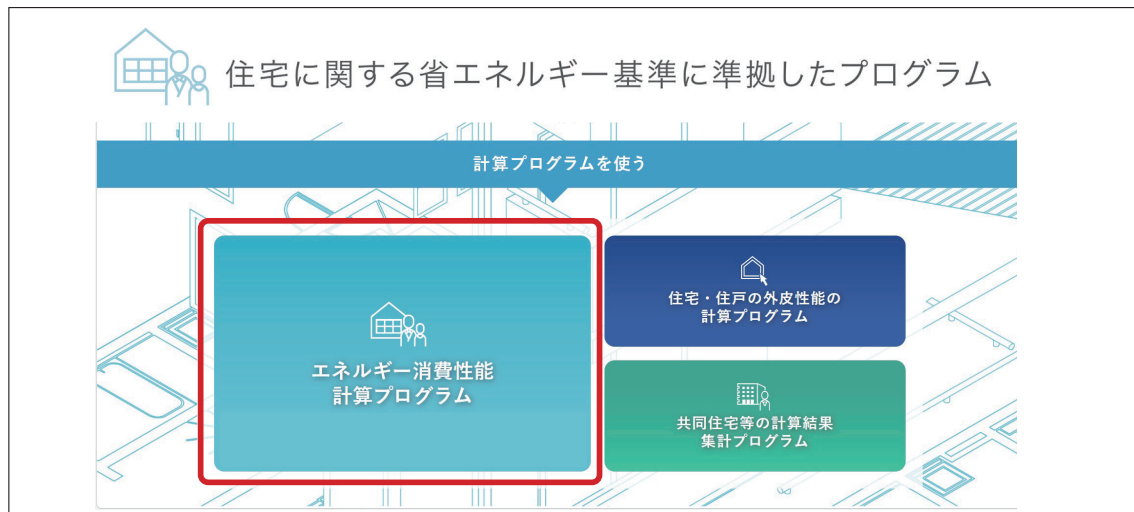 住宅に関する省エネルギー基準に準拠したプログラム
計算プログラムを使う
エネルギー消費性能
計算プログラム
住宅・住戸の外皮性能の
計算プログラム
共同住宅等の計算結果
集計プログラム